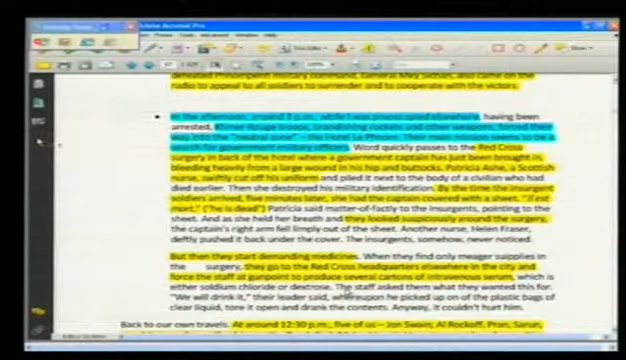 Adobe Acrobat Pro
defeated Phnompenh military command, General Mey Sichan, also came on the
radio to appeal to all soldiers to surrender and to cooperate with the victors.
• In the afternoon, around 3 p.m., while I was preoccupied elsewhere, having been
arrested, Khmer Rouge troops, brandishing rockets and other weapons, forced their
way into the "neutral zone"—the Hotel Le Phnom. Their main mission seems to be a
search for government military officers. Word quickly passes to the Red Cross
surgery in back of the hotel where a government captain has just been brought in,
bleeding heavily from a large wound in his hip and buttocks. Patricia Ashe, a Scottish
nurse, swiftly cut off his uniform and piled it next to the body of a civilian who had
died earlier. Then she destroyed his military identification. By the time the insurgent
soldiers arrived, five minutes later, she had the captain covered with a sheet. "Il est
mort," ("he is dead") Patricia said matter-of-factly to the insurgents, pointing to the
sheet. And as she held her breath and they looked suspiciously around the surgery,
the captain's right arm fell limply out of the sheet. Another nurse, Helen Fraser,
deftly pushed it back under the cover. The insurgents, somehow, never noticed.
But then they start demanding medicines. When they find only meager supplies in
the surgery, they go to the Red Cross headquarters elsewhere in the city and
force the staff at gunpoint to produce several cartons of intravenous serum, which is
either sodium chloride or dextrose. The staff asked them what they wanted this for.
"We will drink it," their leader said, whereupon he picked up on of the plastic bags of
clear liquid, tore it open and drank the contents. Anyway, it couldn't hurt him.
Back to our own travels. At around 12:30 p.m., five of us – Jon Swain, Al Rockoff, Pran, Sarun,